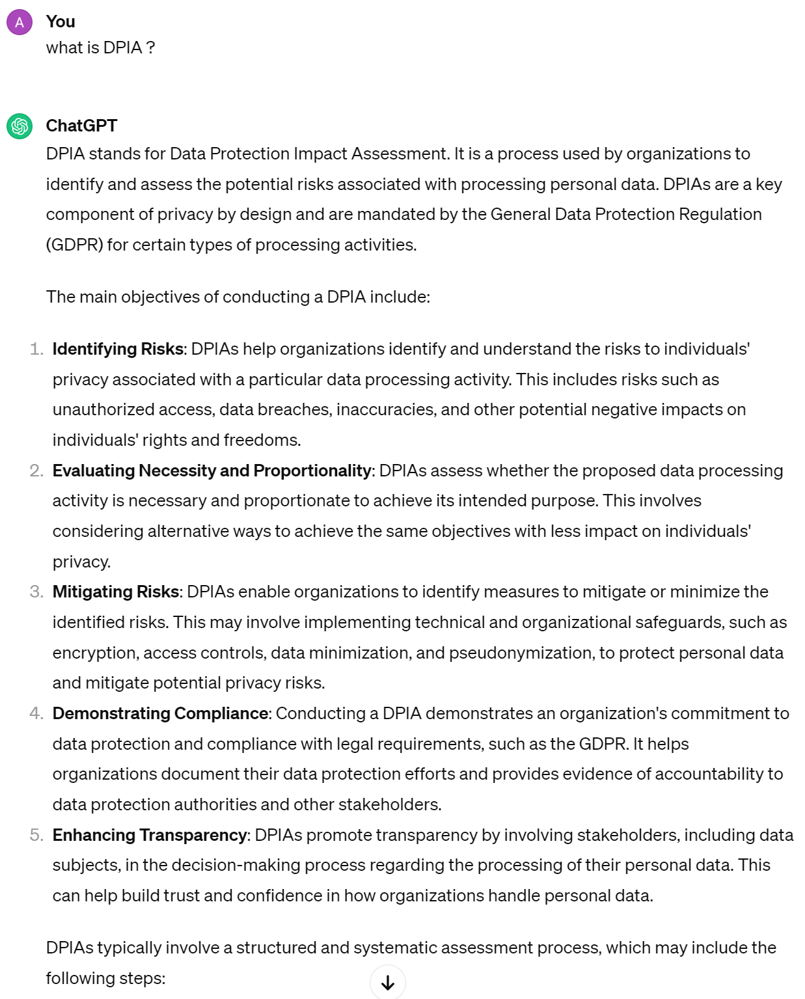 A
You
what is DPIA ?
ChatGPT
DPIA stands for Data Protection Impact Assessment. It is a process used by organizations to
identify and assess the potential risks associated with processing personal data. DPIAs are a key
component of privacy by design and are mandated by the General Data Protection Regulation
(GDPR) for certain types of processing activities.
The main objectives of conducting a DPIA include:
1. Identifying Risks: DPIAs help organizations identify and understand the risks to individuals'
privacy associated with a particular data processing activity. This includes risks such as
unauthorized access, data breaches, inaccuracies, and other potential negative impacts on
individuals' rights and freedoms.
2. Evaluating Necessity and Proportionality: DPIAs assess whether the proposed data processing
activity is necessary and proportionate to achieve its intended purpose. This involves
considering alternative ways to achieve the same objectives with less impact on individuals'
privacy.
3. Mitigating Risks: DPIAs enable organizations to identify measures to mitigate or minimize the
identified risks. This may involve implementing technical and organizational safeguards, such as
encryption, access controls, data minimization, and pseudonymization, to protect personal data
and mitigate potential privacy risks.
4. Demonstrating Compliance: Conducting a DPIA demonstrates an organization's commitment to
data protection and compliance with legal requirements, such as the GDPR. It helps
organizations document their data protection efforts and provides evidence of accountability to
data protection authorities and other stakeholders.
5. Enhancing Transparency: DPIAs promote transparency by involving stakeholders, including data
subjects, in the decision-making process regarding the processing of their personal data. This
can help build trust and confidence in how organizations handle personal data.
DPIAs typically involve a structured and systematic assessment process, which may include the
following steps: